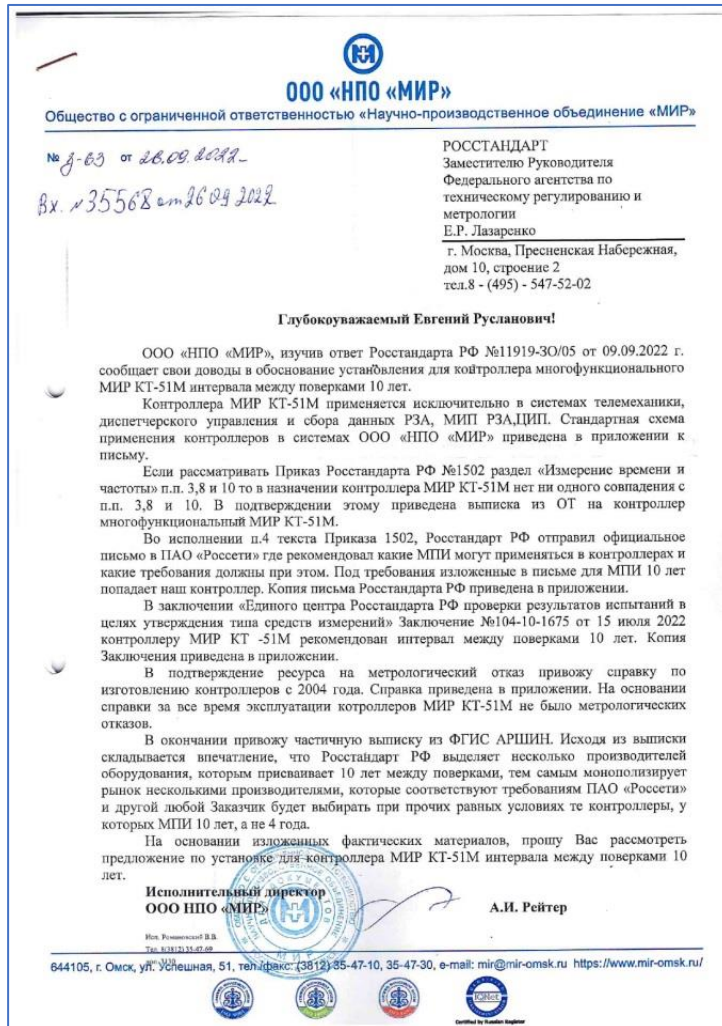 ООО «НПО «МИР»
Общество с ограниченной ответственностью «Научно-производственное объединение «МИР»
№ з-63 от 26.09.2022
Вх. №35568 от 26 09 2022
РОССТАНДАРТ
Заместителю Руководителя
Федерального агентства по
техническому регулированию и
метрологии
Е.Р. Лазаренко
г. Москва, Пресненская Набережная,
дом 10, строение 2
тел.8 - (495) - 547-52-02
Глубокоуважаемый Евгений Русланович!
ООО «НПО «МИР», изучив ответ Росстандарта РФ №11919-ЗО/05 от 09.09.2022 г.
сообщает свои доводы в обоснование установления для контроллера многофункционального
МИР КТ-51М интервала между поверками 10 лет.
Контроллера МИР КТ-51М применяется исключительно в системах телемеханики,
диспетчерского управления и сбора данных РЗА, МИП РЗА,ЦИП. Стандартная схема
применения контроллеров в системах ООО «НПО «МИР» приведена в приложении к
письму.
Если рассматривать Приказ Росстандарта РФ №1502 раздел «Измерение времени и
частоты» п.п. 3,8 и 10 то в назначении контроллера МИР КТ-51М нет ни одного совпадения с
п.п. 3,8 и 10. В подтверждении этому приведена выписка из ОТ на контроллер
многофункциональный МИР КТ-51М.
Во исполнении п.4 текста Приказа 1502, Росстандарт РФ отправил официальное
письмо в ПАО «Россети» где рекомендовал какие МПИ могут применяться в контроллерах и
какие требования должны при этом. Под требования изложенные в письме для МПИ 10 лет
попадает наш контроллер. Копия письма Росстандарта РФ приведена в приложении.
В заключении «Единого центра Росстандарта РФ проверки результатов испытаний в
целях утверждения типа средств измерений» Заключение №104-10-1675 от 15 июля 2022
контроллеру МИР КТ -51М рекомендован интервал между поверками 10 лет. Копия
Заключения приведена в приложении.
В подтверждение ресурса на метрологический отказ привожу справку по
изготовлению контроллеров с 2004 года. Справка приведена в приложении. На основании
справки за все время эксплуатации котроллеров МИР КТ-51М не было метрологических
отказов.
В окончании привожу частичную выписку из ФГИС АРШИН. Исходя из выписки
складывается впечатление, что Росстандарт РФ выделяет несколько производителей
оборудования, которым присваивает 10 лет между поверками, тем самым монополизирует
рынок несколькими производителями, которые соответствуют требованиям ПАО «Россети»
и другой любой Заказчик будет выбирать при прочих равных условиях те контроллеры, у
которых МПИ 10 лет, а не 4 года.
На основании изложенных фактических материалов, прошу Вас рассмотреть
предложение по установке для контроллера МИР КТ-51М интервала между поверками 10
лет.
Исполнительный директор
ООО НПО «МИР»
А.И. Рейтер
Исп. Романовский В.В.
Тел. 8(3812) 35-47-69
644105, г. Омск, ул. Успешная, 51, тел./факс: (3812) 35-47-10, 35-47-30, e-mail: mir@mir-omsk.ru https://www.mir-omsk.ru/
IQNet
Certified by Russian Register